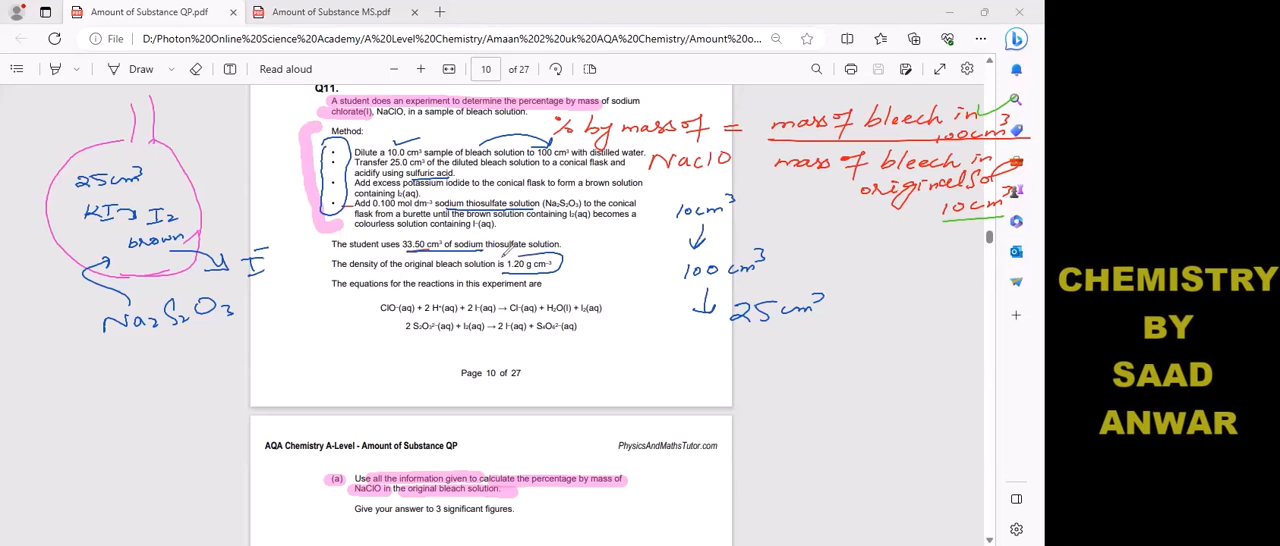 Amount of Substance QP.pdf
Amount of Substance MS.pdf
File
D:/Photon%20Online%20Science%20Academy/A%20Level%20Chemistry/Amaan%202%20uk%20AQA%20Chemistry/Amount%20o...
Draw
Read aloud
10
of 27
Q11.
A student does an experiment to determine the percentage by mass of sodium
chlorate(I), NaClO, in a sample of bleach solution.
Method:
• Dilute a 10.0 cm³ sample of bleach solution to 100 cm³ with distilled water.
• Transfer 25.0 cm³ of the diluted bleach solution to a conical flask and
acidify using sulfuric acid.
• Add excess potassium iodide to the conical flask to form a brown solution
containing I₂(aq).
• Add 0.100 mol dm⁻³ sodium thiosulfate solution (Na₂S₂O₃) to the conical
flask from a burette until the brown solution containing I₂(aq) becomes a
colourless solution containing I⁻(aq).
The student uses 33.50 cm³ of sodium thiosulfate solution.
The density of the original bleach solution is 1.20 g cm⁻³
The equations for the reactions in this experiment are
ClO⁻(aq) + 2 H⁺(aq) + 2 I⁻(aq) → Cl⁻(aq) + H₂O(l) + I₂(aq)
2 S₂O₃²⁻(aq) + I₂(aq) → 2 I⁻(aq) + S₄O₆²⁻(aq)
Page 10 of 27
AQA Chemistry A-Level - Amount of Substance QP
PhysicsAndMathsTutor.com
(a) Use all the information given to calculate the percentage by mass of
NaClO in the original bleach solution.
Give your answer to 3 significant figures.
25cm³
KI → I₂
brown
I⁻
Na₂S₂O₃
% by mass of NaClO =
mass of bleech in 100cm³
mass of bleech in
original Sol
10cm³
10cm³
↓
100 cm³
↓ 25cm³
CHEMISTRY
BY
SAAD
ANWAR